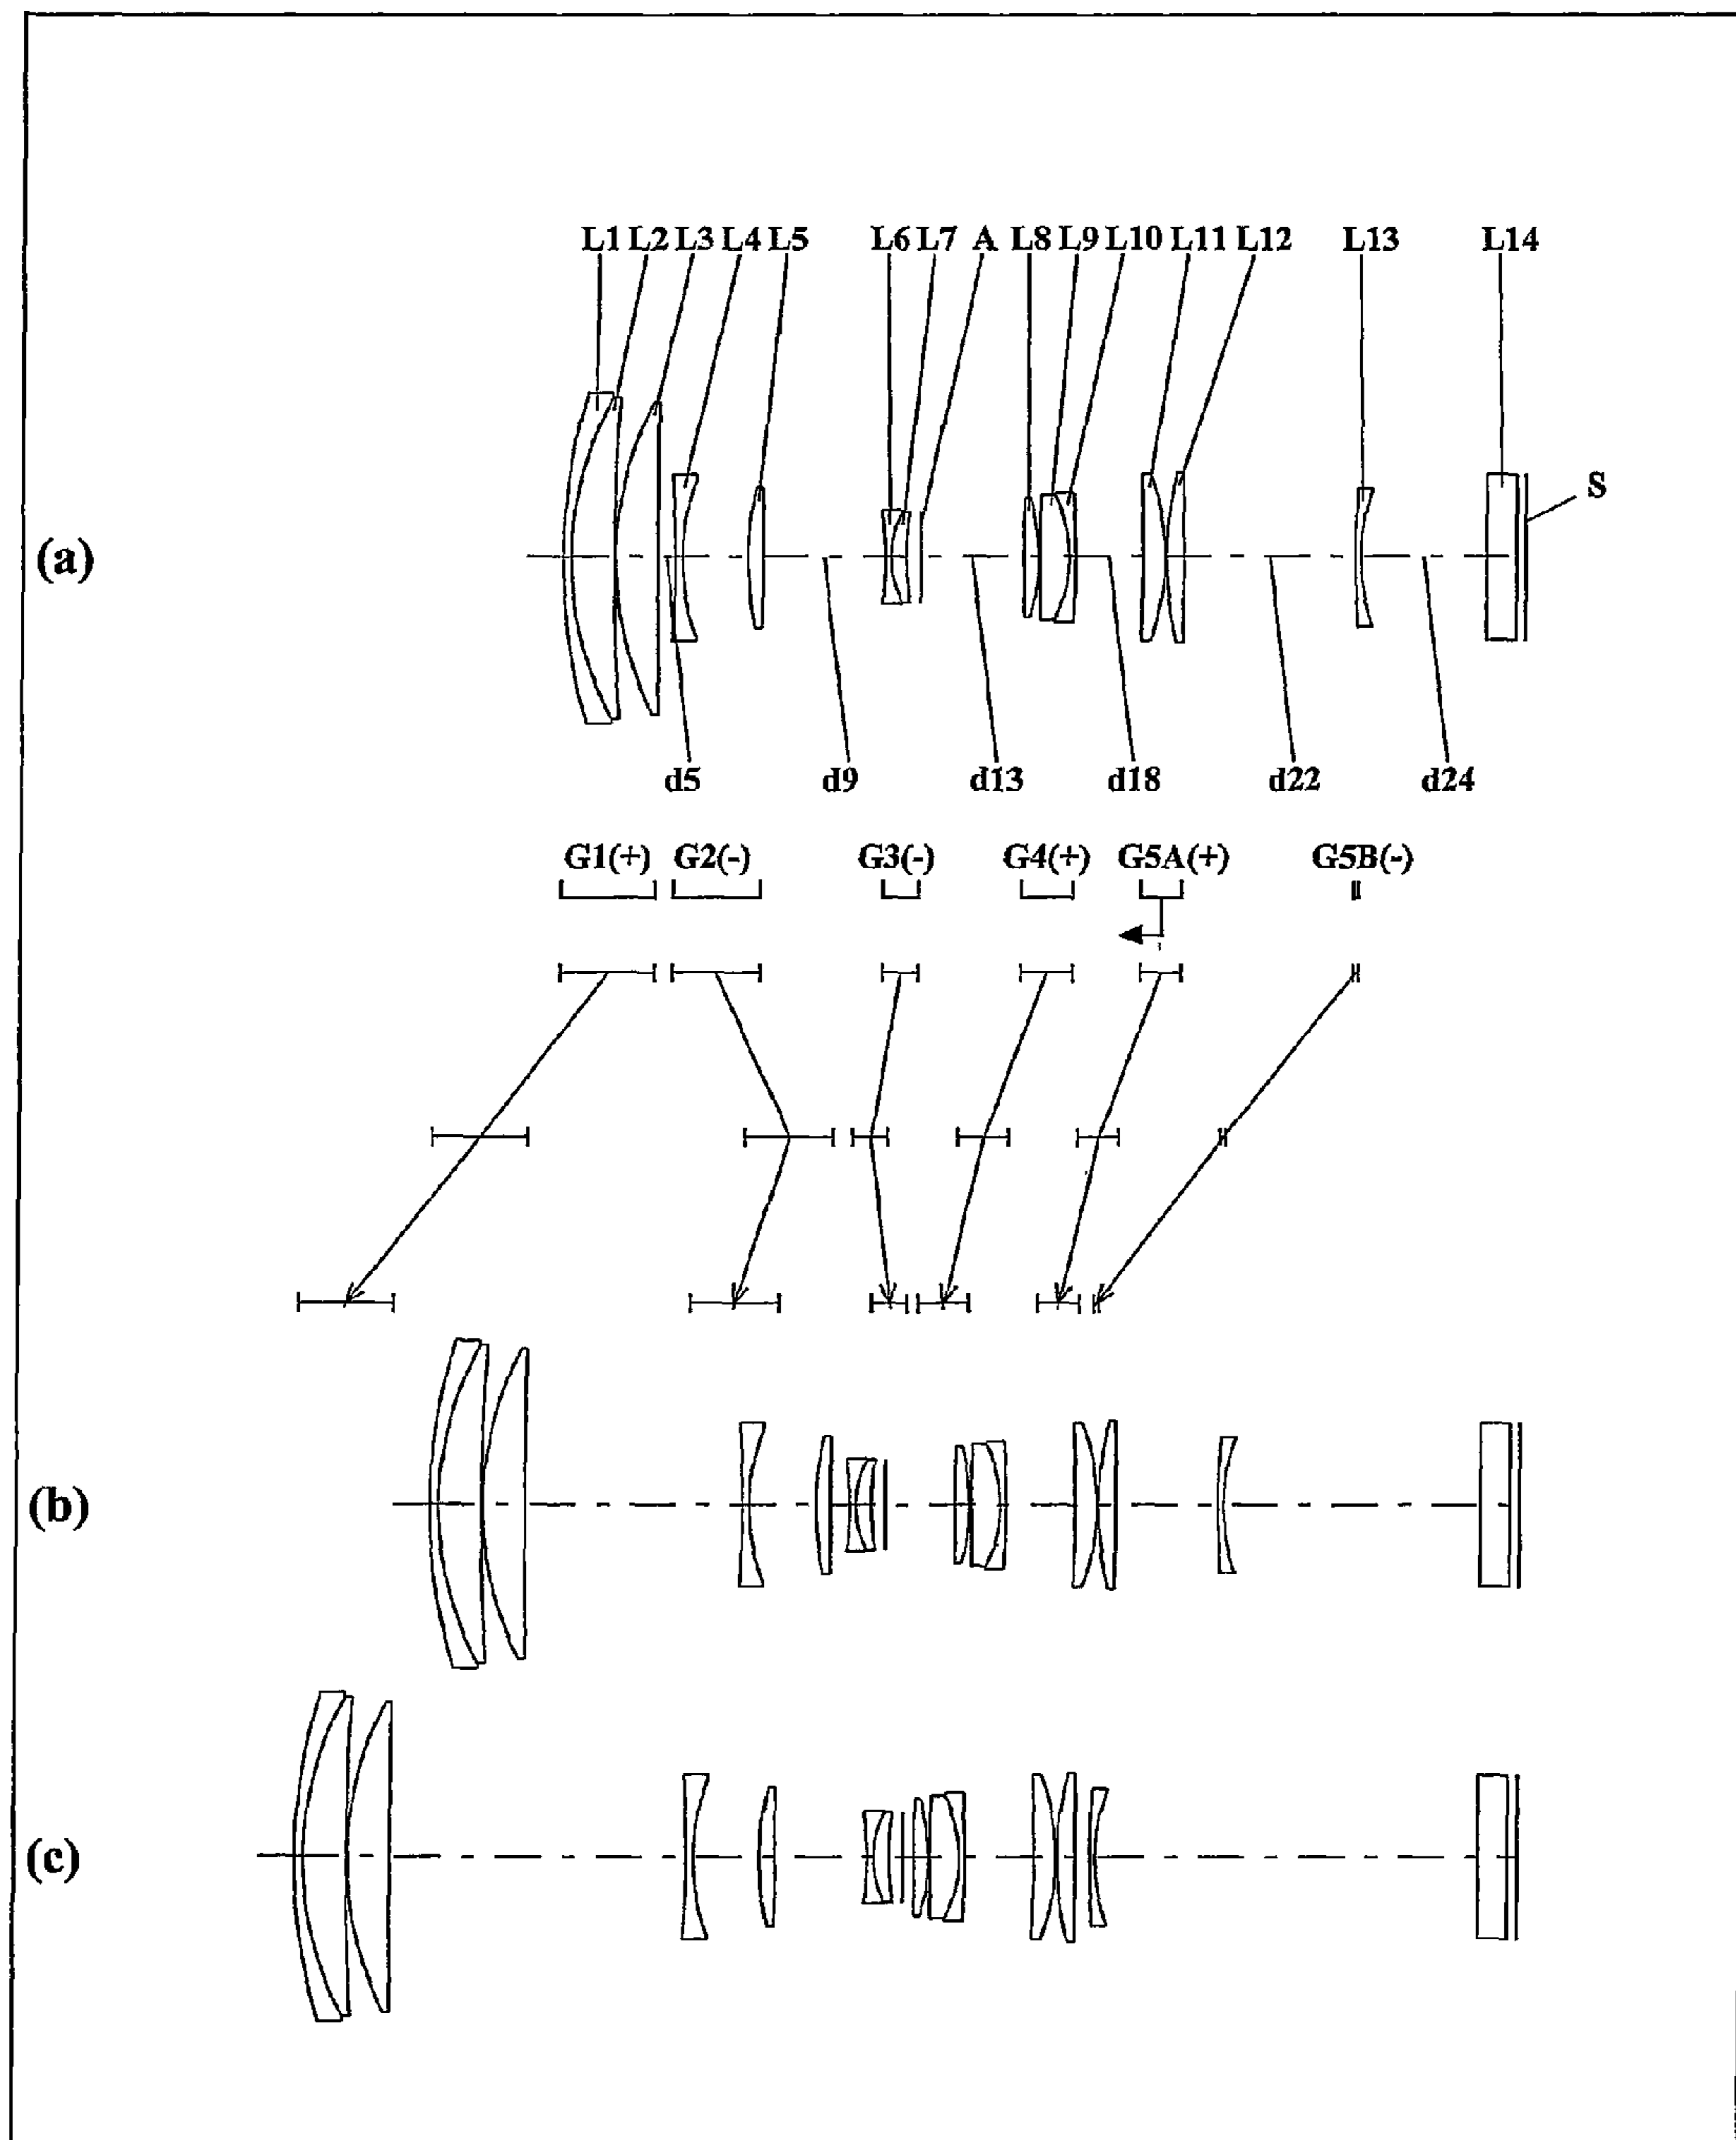 L1 L2 L3 L4 L5 L6 L7 A L8 L9 L10 L11 L12 L13 L14
S
(a)
d5 d9 d13 d18 d22 d24
G1(+) G2(-) G3(-) G4(+) G5A(+) G5B(-)
(b)
(c)